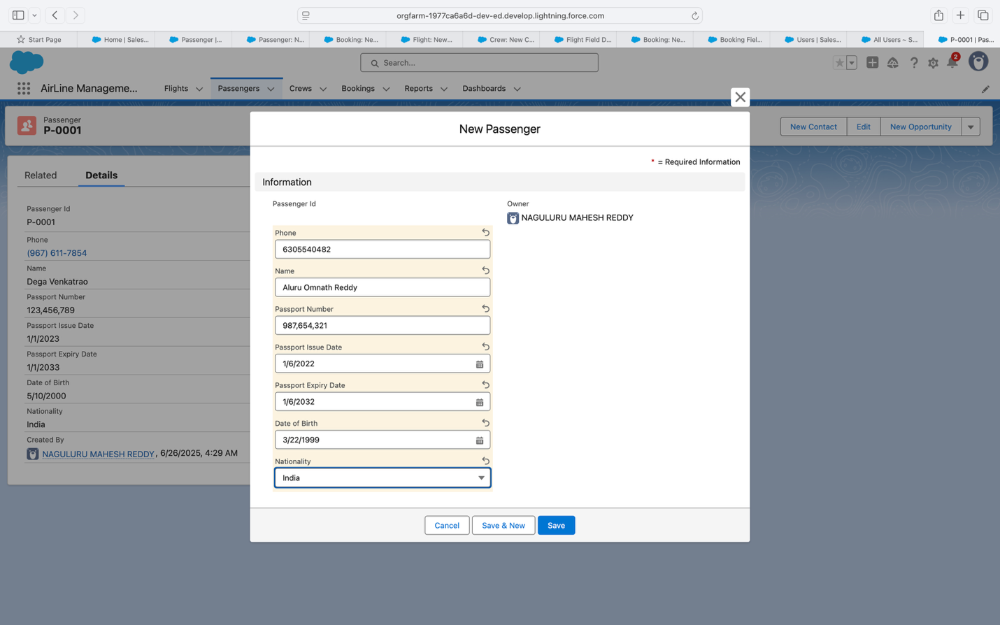 orgfarm-1977ca6a6d-dev-ed.develop.lightning.force.com
Start Page
Home | Sales...
Passenger |...
Passenger: N...
Booking: Ne...
Flight: New...
Crew: New C...
Flight Field D...
Booking: Ne...
Booking Fiel...
Users | Sales...
All Users ~ S...
P-0001 | Pas...
Search...
2
AirLine Manageme...
Flights
Passengers
Crews
Bookings
Reports
Dashboards
Passenger
P-0001
New Contact
Edit
New Opportunity
Related
Details
Passenger Id
P-0001
Phone
(967) 611-7854
Name
Dega Venkatrao
Passport Number
123,456,789
Passport Issue Date
1/1/2023
Passport Expiry Date
1/1/2033
Date of Birth
5/10/2000
Nationality
India
Created By
NAGULURU MAHESH REDDY, 6/26/2025, 4:29 AM
New Passenger
* = Required Information
Information
Passenger Id
Owner
NAGULURU MAHESH REDDY
Phone
6305540482
Name
Aluru Omnath Reddy
Passport Number
987,654,321
Passport Issue Date
1/6/2022
Passport Expiry Date
1/6/2032
Date of Birth
3/22/1999
Nationality
India
Cancel
Save & New
Save